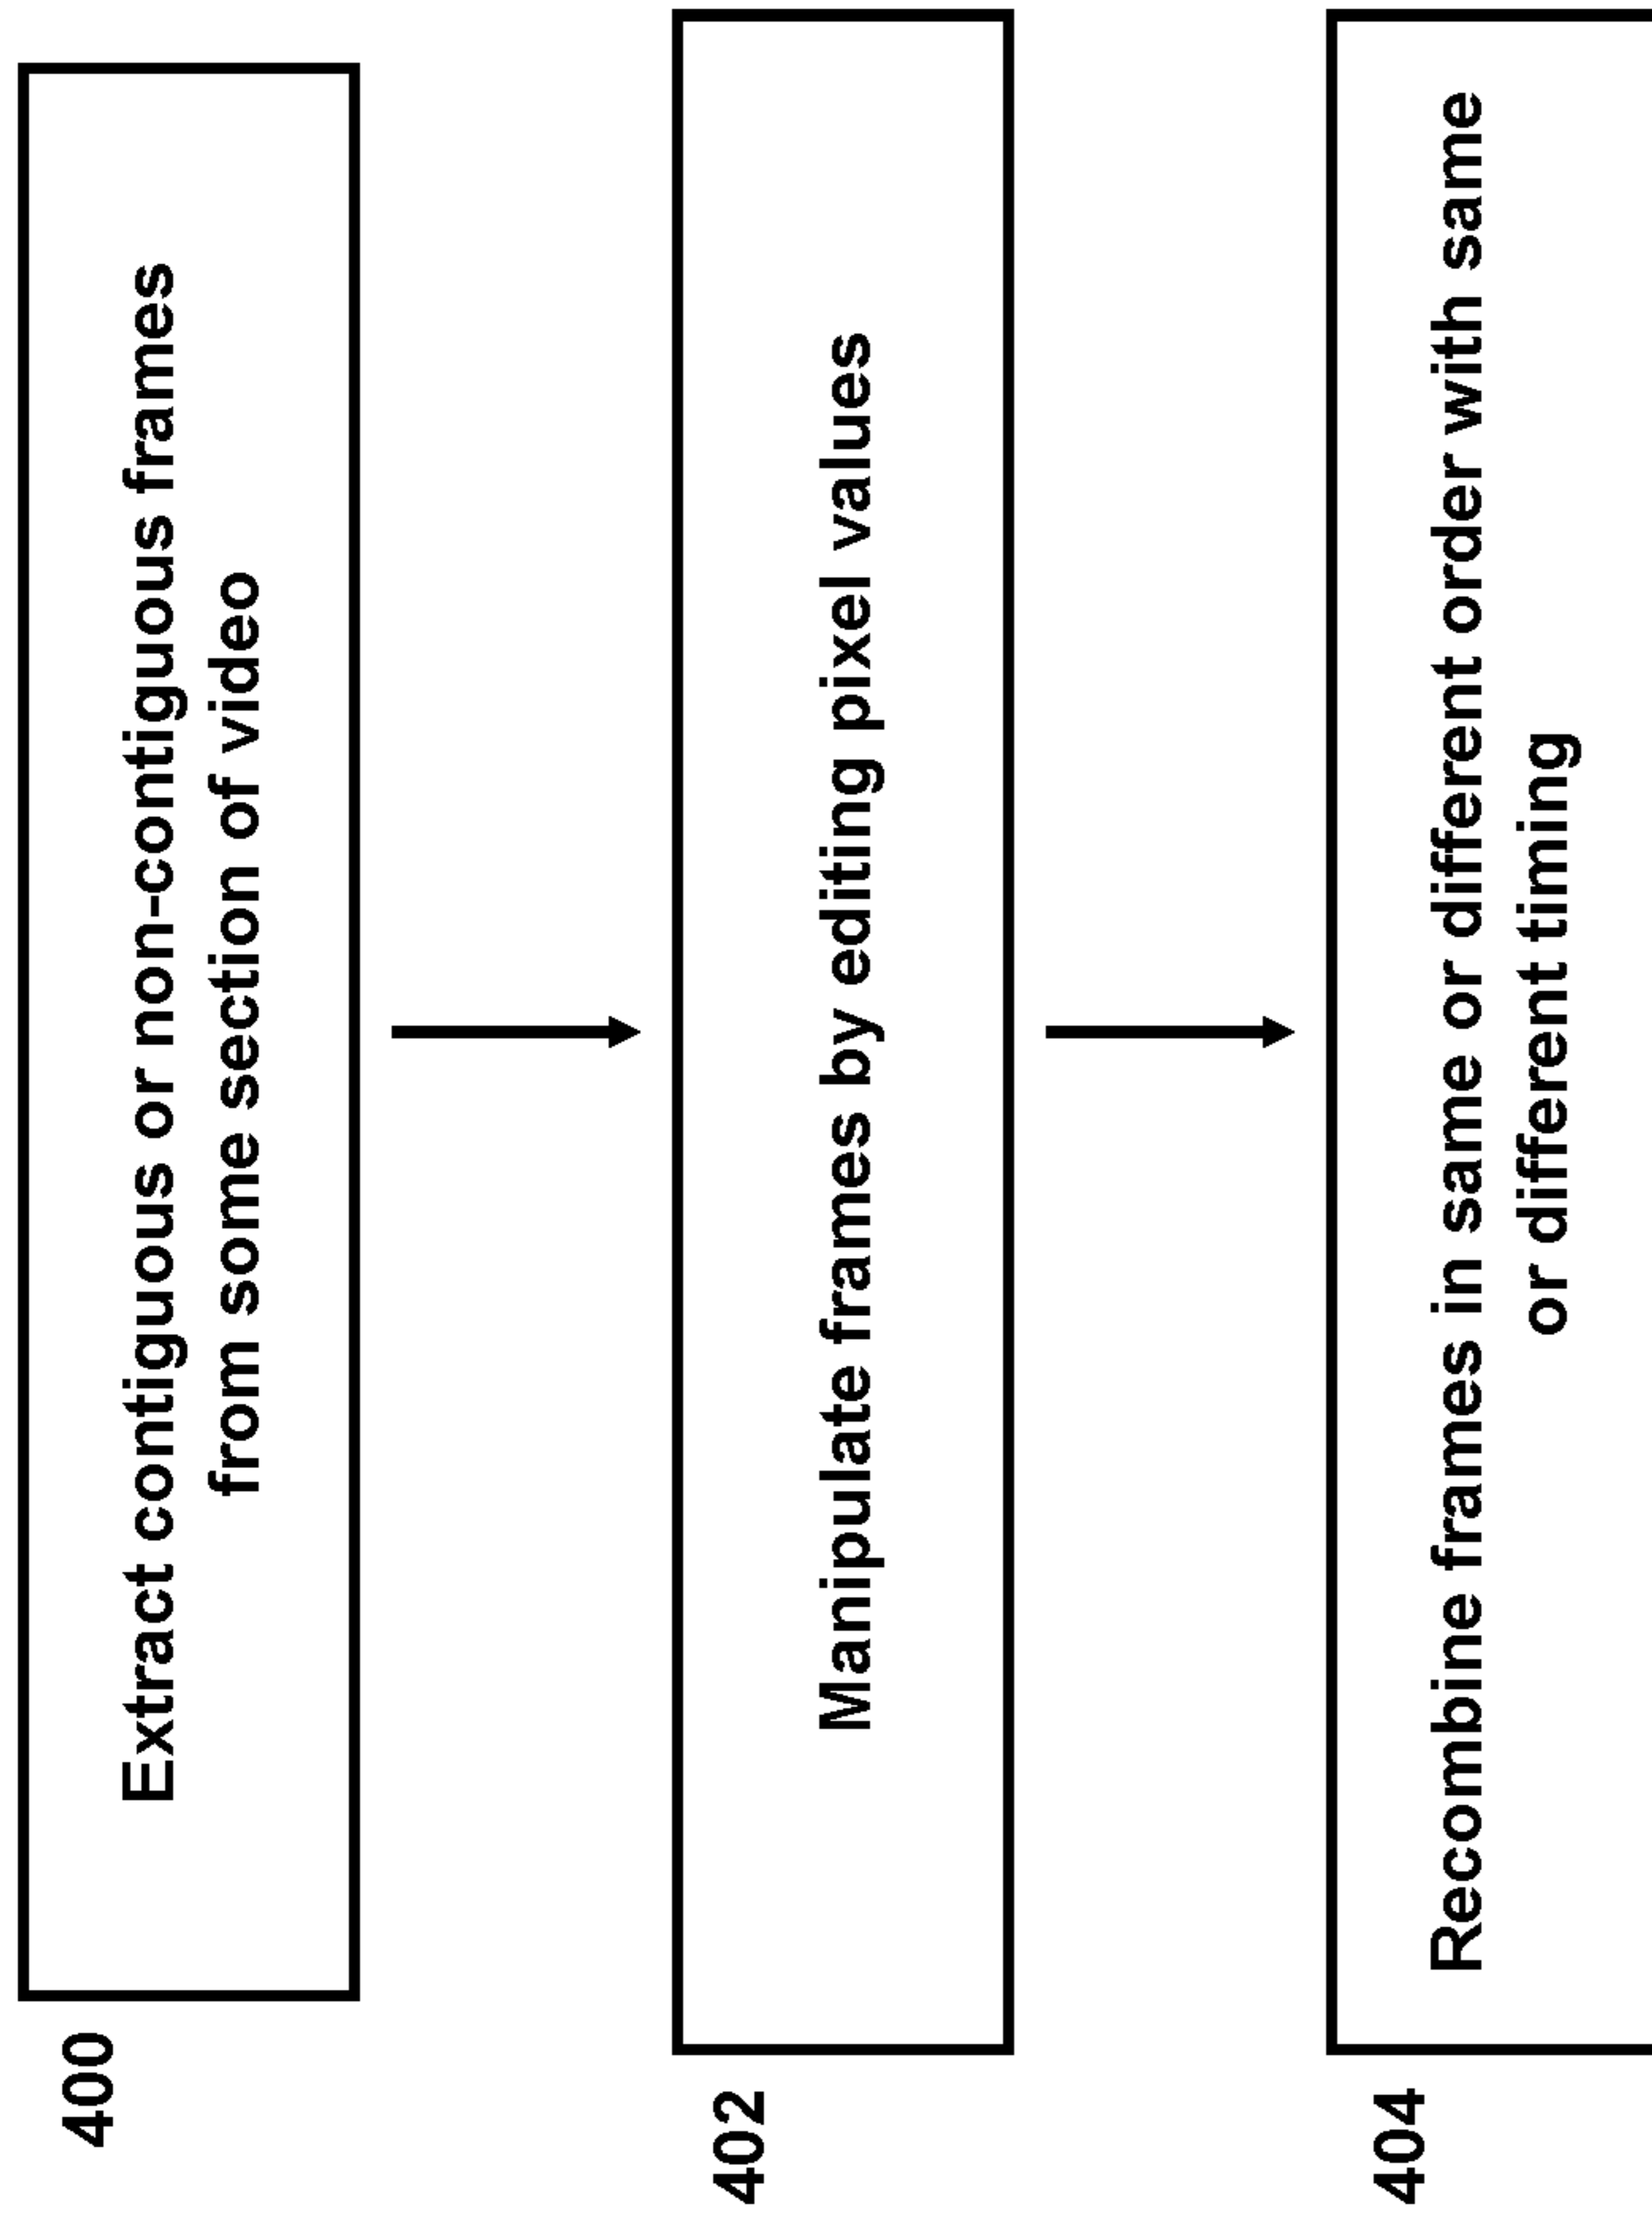 400
Extract contiguous or non-contiguous frames
from some section of video
402
Manipulate frames by editing pixel values
404
Recombine frames in same or different order with same
or different timing